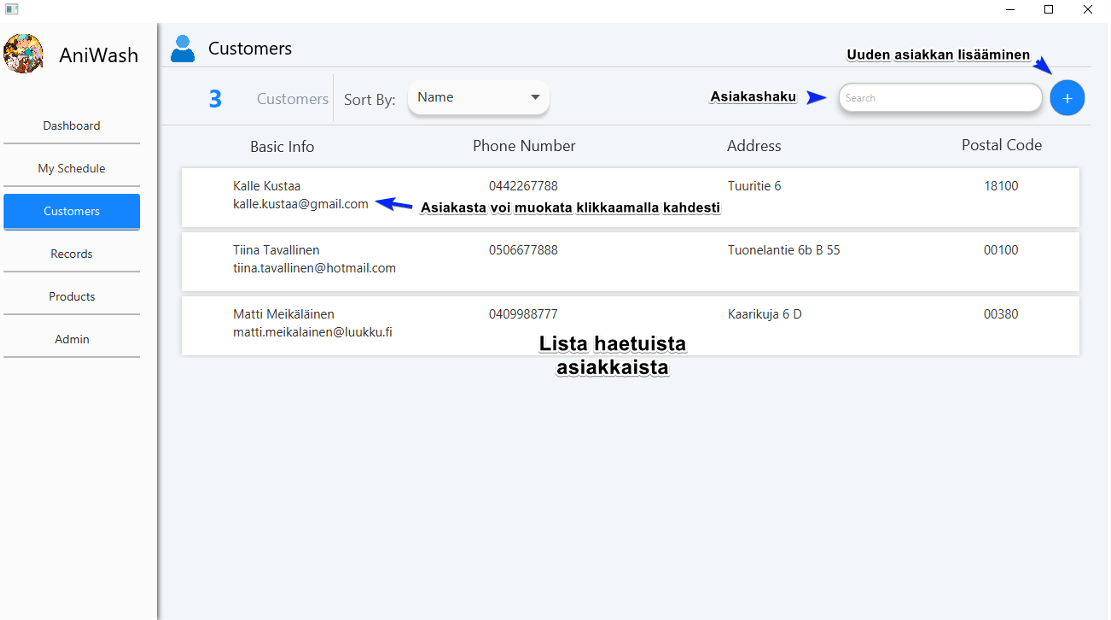 AniWash
Dashboard
My Schedule
Customers
Records
Products
Admin
Customers
Uuden asiakkan lisääminen
3 Customers Sort By: Name Asiakashaku Search +
Basic Info Phone Number Address Postal Code
Kalle Kustaa 0442267788 Tuuritie 6 18100
kalle.kustaa@gmail.com Asiakasta voi muokata klikkaamalla kahdesti
Tiina Tavallinen 0506677888 Tuonelantie 6b B 55 00100
tiina.tavallinen@hotmail.com
Matti Meikäläinen 0409988777 Kaarikuja 6 D 00380
matti.meikalainen@luukku.fi
Lista haetuista
asiakkaista